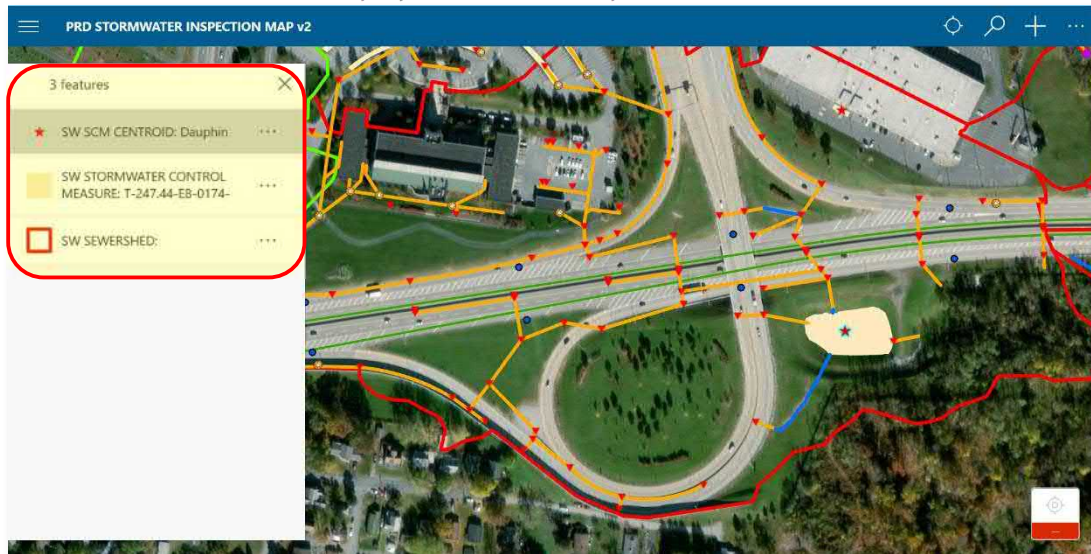 PRD STORMWATER INSPECTION MAP v2
3 features
SW SCM CENTROID: Dauphin
SW STORMWATER CONTROL
MEASURE: T-247.44-EB-0174-
SW SEWERSHED: